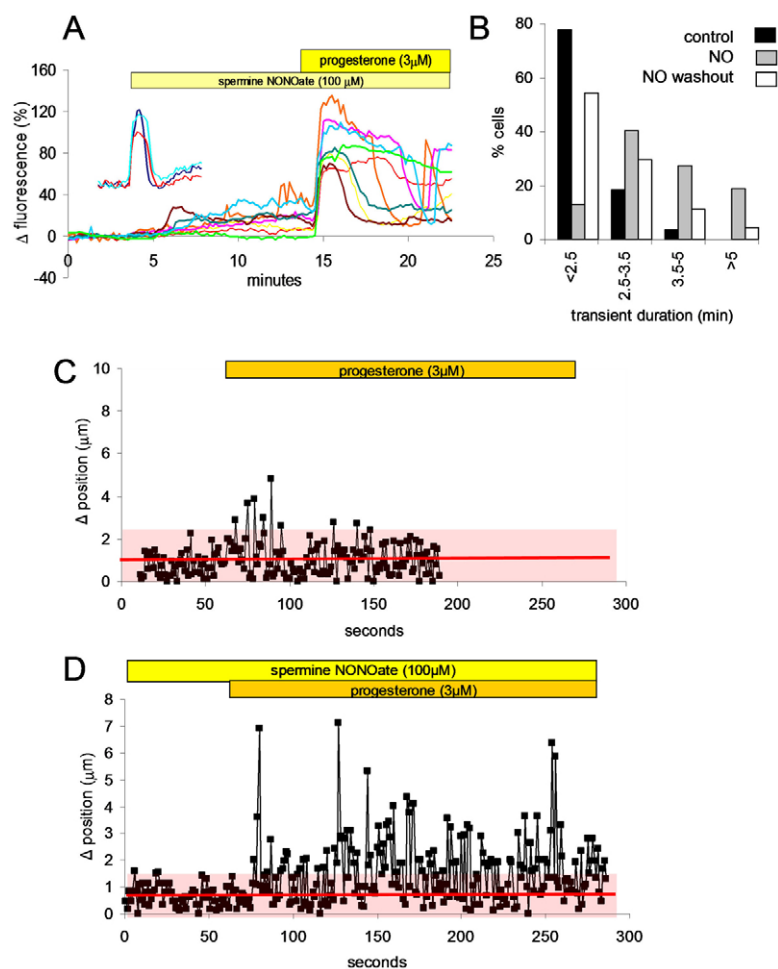 A
progesterone (3μM)
spermine NONOate (100 μM)
Δ fluorescence (%)
160
120
80
40
0
-40
0
5
10
15
20
25
minutes
B
control
NO
NO washout
% cells
80
60
40
20
0
<2.5
2.5-3.5
3.5-5
>5
transient duration (min)
C
progesterone (3μM)
Δ position (μm)
10
8
6
4
2
0
0
50
100
150
200
250
300
seconds
D
spermine NONOate (100μM)
progesterone (3μM)
Δ position (μm)
8
7
6
5
4
3
2
1
0
0
50
100
150
200
250
300
seconds